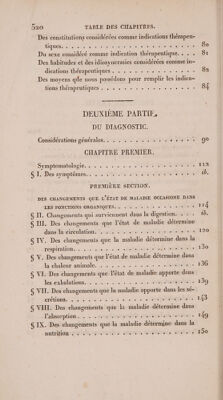 520 TABLE DES CHAPITRES.
Des constitutions considérées comme indications thérapeu-
tiques. . . . . . . . . . . . . . . . 80
Du sexe considéré comme indication thérapeutique. . . . 81
Des habitudes et des idiosyncrasies considérées comme in-
dications thérapeutiques . . . . . . . . . . . 82
Des moyens que nous possédons pour remplir les indica-
tions thérapeutiques . . . . . . . . . . . . . 84
DEUXIÈME PARTIE,
DU DIAGNOSTIC.
Considérations générales. . . . . . . . . . . . . 90
CHAPITRE PREMIER.
Symptomatologie. . . . . . . . . . . . . . . . 112
§ I. Des symptômes. . . . . . . . . . . . . . . ib.
PREMIÈRE SECTION.
DES CHANGEMENTS QUE L'ÉTAT DE MALADIE OCCASIONE DANS
LES FONCTIONS ORGANIQUES. . . . . . . . . . . 114
§ II. Changements qui surviennent dans la digestion. . . . ib.
§ III. Des changements que l'état de maladie détermine
dans la circulation. . . . . . . . . . . . . 120
§ IV. Des changements que la maladie détermine dans la
respiration. . . . . . . . . . . . . . . . 130
§ V. Des changements que l'état de maladie détermine dans
la chaleur animale. . . . . . . . . . . . . . 136
§ VI. Des changements que l'état de maladie apporte dans
les exhalations. . . . . . . . . . . . . . . 139
§ VII. Des changements que la maladie apporte dans les sé-
crétions. . . . . . . . . . . . . . . . . 143
§ VIII. Des changements que la maladie détermine dans
l'absorption . . . . . . . . . . . . . . . 149
§ IX. Des changements que la maladie détermine dans la
nutrition . . . . . . . . . . . . . . . . 150